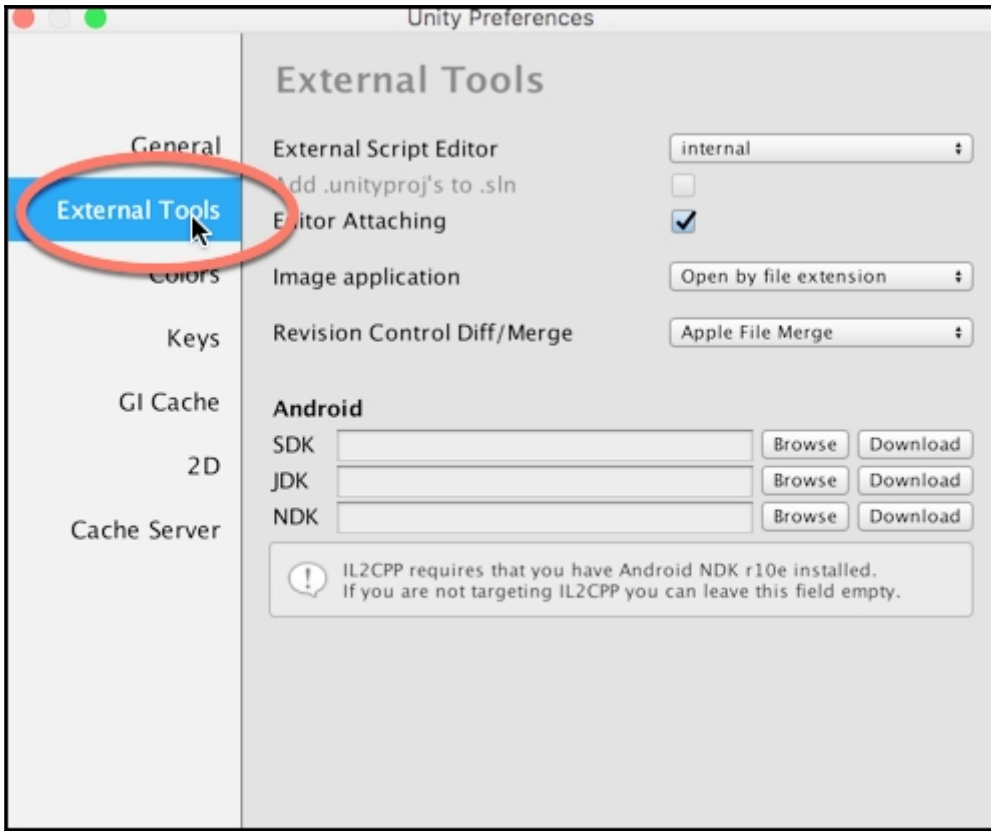 Unity Preferences
General
External Tools
Colors
Keys
GI Cache
2D
Cache Server
External Tools
External Script Editor internal
Add .unityproj's to .sln
Editor Attaching
Image application Open by file extension
Revision Control Diff/Merge Apple File Merge
Android
SDK Browse Download
JDK Browse Download
NDK Browse Download
IL2CPP requires that you have Android NDK r10e installed.
If you are not targeting IL2CPP you can leave this field empty.